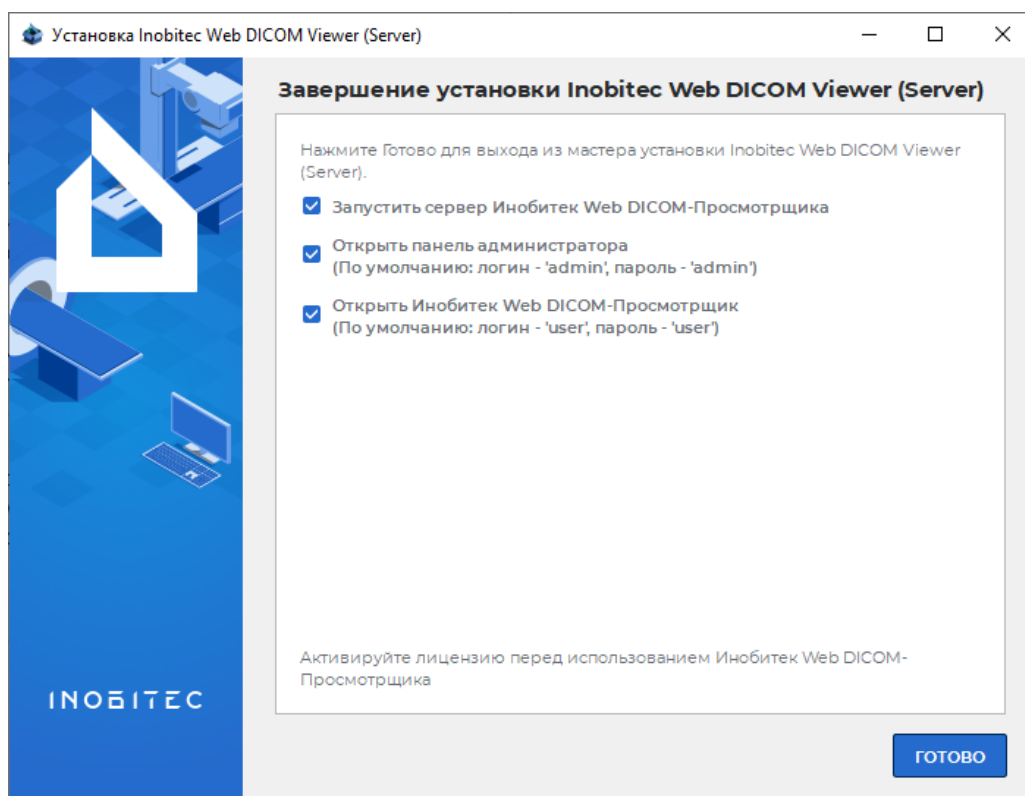 Установка Inobitec Web DICOM Viewer (Server)
Завершение установки Inobitec Web DICOM Viewer (Server)
Нажмите Готово для выхода из мастера установки Inobitec Web DICOM Viewer
(Server).
Запустить сервер Инобитек Web DICOM-Просмотрщика
Открыть панель администратора
(По умолчанию: логин - 'admin', пароль - 'admin')
Открыть Инобитек Web DICOM-Просмотрщик
(По умолчанию: логин - 'user', пароль - 'user')
Активируйте лицензию перед использованием Инобитек Web DICOM-
Просмотрщика
INOBITEC
ГОТОВО